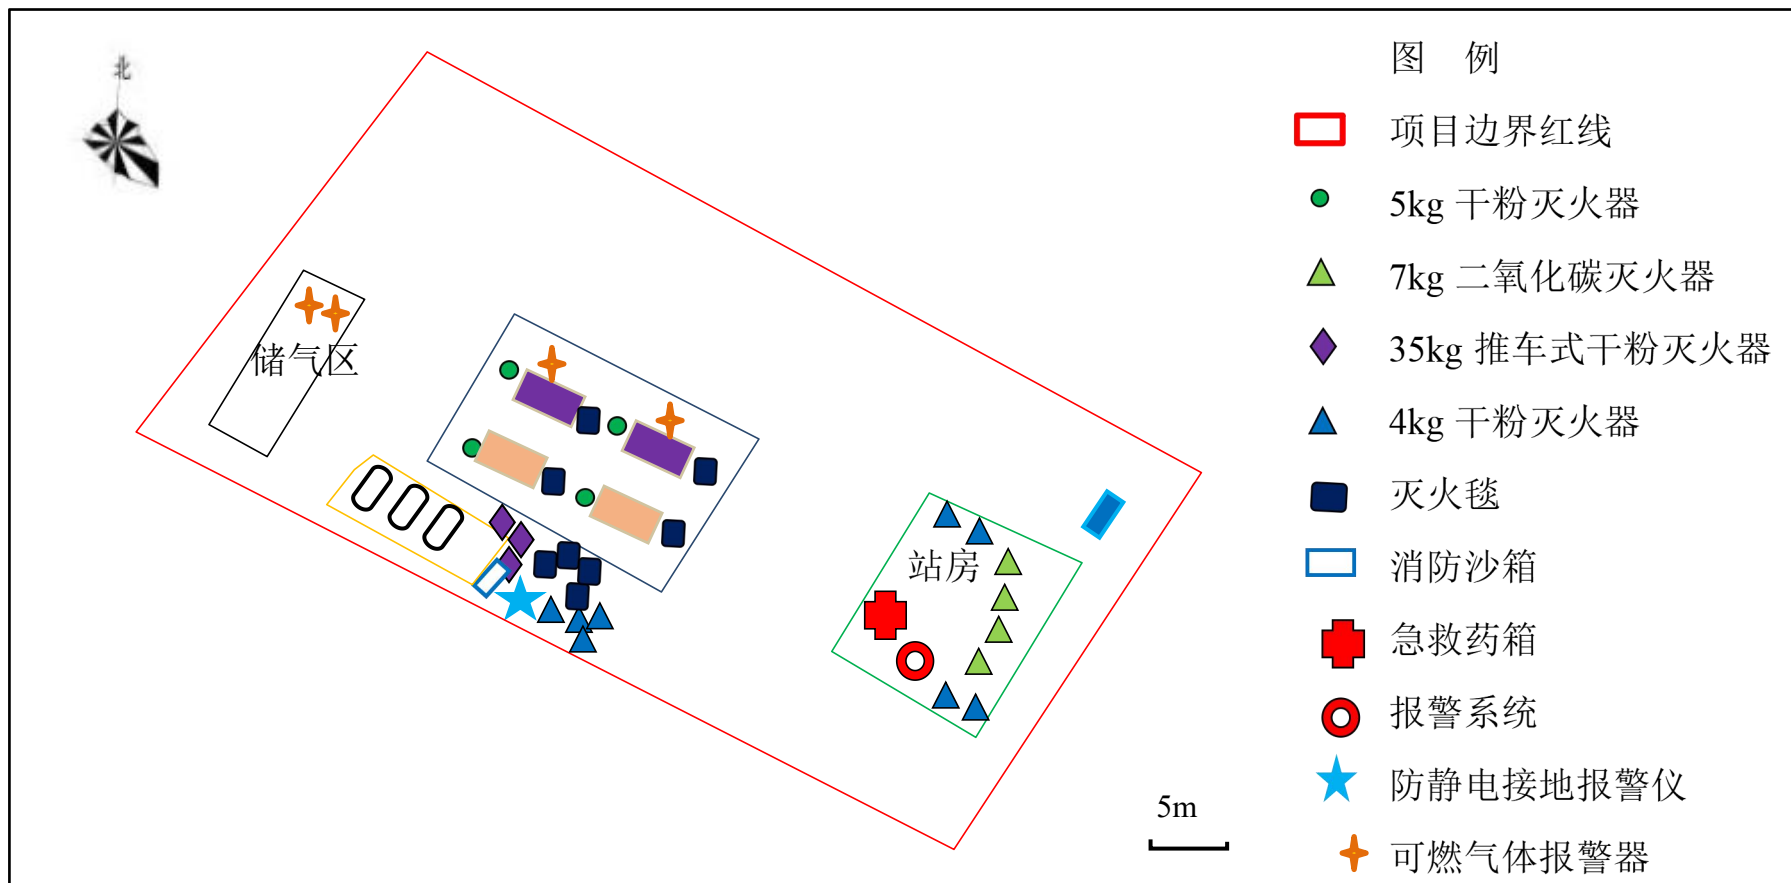 北
图 例
项目边界红线
5kg 干粉灭火器
7kg 二氧化碳灭火器
35kg 推车式干粉灭火器
4kg 干粉灭火器
灭火毯
消防沙箱
急救药箱
报警系统
防静电接地报警仪
可燃气体报警器
储气区
站房
5m